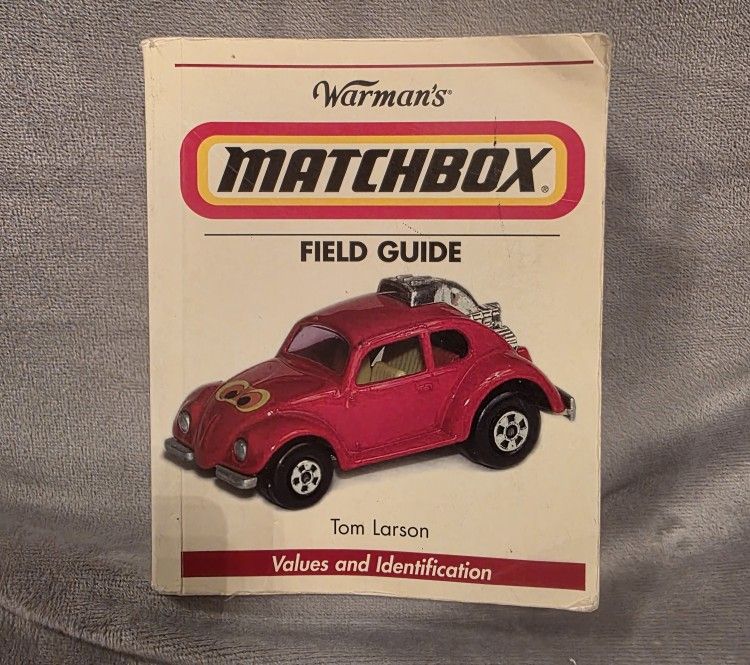 Warman's®
MATCHBOX®
FIELD GUIDE
Tom Larson
Values and Identification